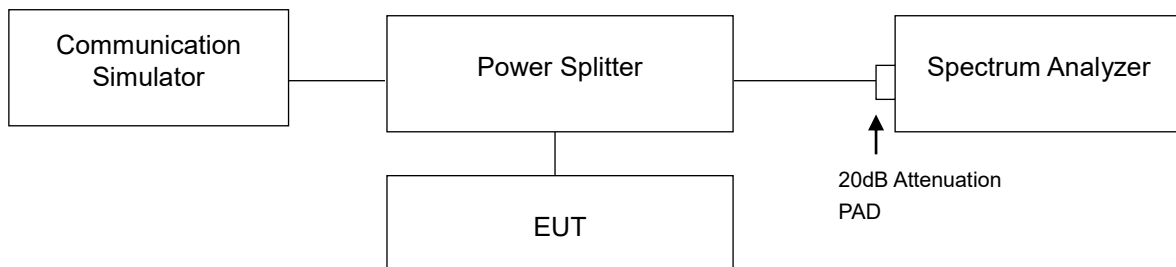 Communication
Simulator
Power Splitter
Spectrum Analyzer
20dB Attenuation
PAD
EUT